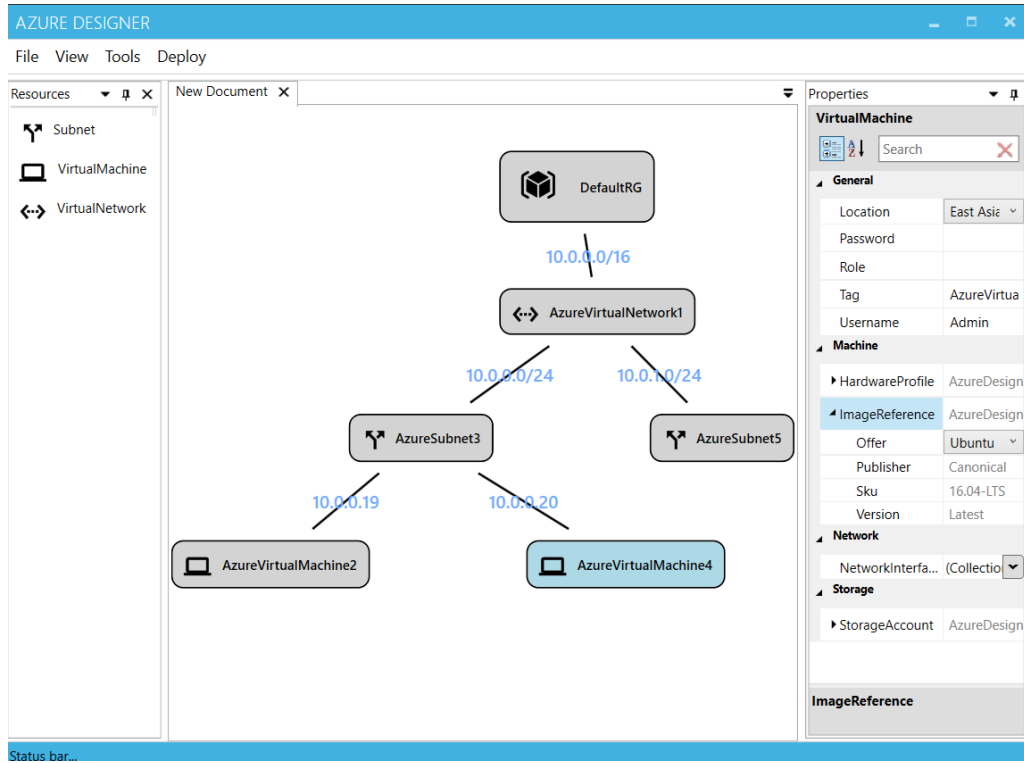 AZURE DESIGNER
File View Tools Deploy
Resources
Subnet
VirtualMachine
VirtualNetwork
New Document
DefaultRG
10.0.0.0/16
AzureVirtualNetwork1
10.0.0.0/24 10.0.1.0/24
AzureSubnet3 AzureSubnet5
10.0.0.19 10.0.0.20
AzureVirtualMachine2 AzureVirtualMachine4
Properties
VirtualMachine
Search
General
Location East Asia
Password
Role
Tag AzureVirtua
Username Admin
Machine
HardwareProfile AzureDesign
ImageReference AzureDesign
Offer Ubuntu
Publisher Canonical
Sku 16.04-LTS
Version Latest
Network
NetworkInterfa... (Collectio
Storage
StorageAccount AzureDesign
ImageReference
Status bar...